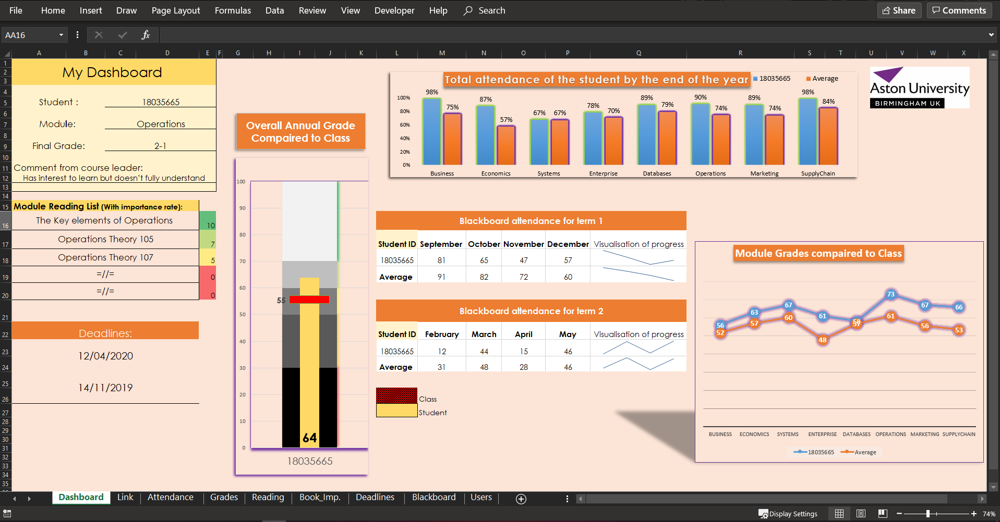 File Home Insert Draw Page Layout Formulas Data Review View Developer Help Search Share Comments
AA16 fx
A B C D E F G H I J K L M N O P Q R S T U V W X
1
2
3
4
5
6
7
8
9
10
11
12
13
14
15
16
17
18
19
20
21
22
23
24
25
26
27
28
29
30
31
32
33
34
35
My Dashboard
Student : 18035665
Module: Operations
Final Grade: 2-1
Comment from course leader:
Has interest to learn but doesn't fully understand
Module Reading List (With importance rate):
The Key elements of Operations 10
Operations Theory 105 7
Operations Theory 107 5
=//= 0
=//= 0
Deadlines:
12/04/2020
14/11/2019
Overall Annual Grade
Compaired to Class
100
90
80
70
60
50
40
30
20
10
0
55
64
18035665
Total attendance of the student by the end of the year
18035665 Average
100%
80%
60%
40%
20%
0%
98% 75% 87% 57% 67% 67% 78% 70% 89% 79% 90% 74% 89% 74% 98% 84%
Business Economics Systems Enterprise Databases Operations Marketing SupplyChain
Aston University
BIRMINGHAM UK
Blackboard attendance for term 1
Student ID September October November December Visualisation of progress
18035665 81 65 47 57
Average 91 82 72 60
Blackboard attendance for term 2
Student ID February March April May Visualisation of progress
18035665 12 44 15 46
Average 31 48 28 46
Class
Student
Module Grades compaired to Class
56 63 67 61 58 73 67 66
52 57 60 48 57 61 56 53
BUSINESS ECONOMICS SYSTEMS ENTERPRISE DATABASES OPERATIONS MARKETING SUPPLYCHAIN
18035665 Average
Dashboard Link Attendance Grades Reading Book_Imp. Deadlines Blackboard Users
Display Settings 74%